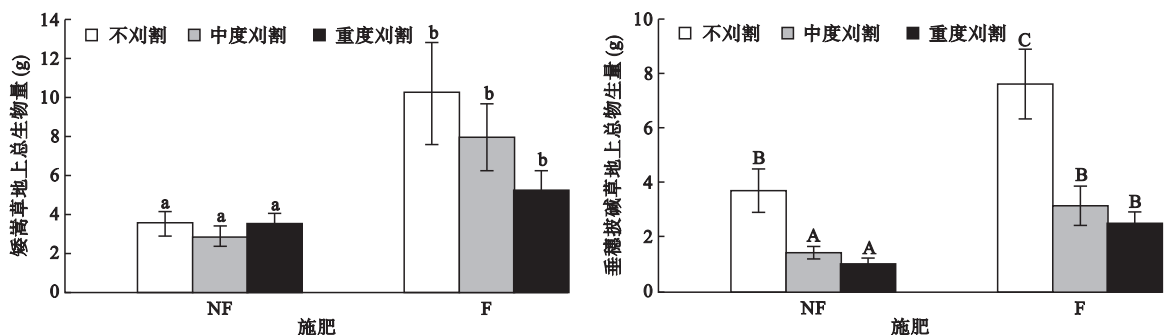 矮嵩草地上总生物量(g)
14
12
10
8
6
4
2
0
不刈割 中度刈割 重度刈割
a a a
b b b
NF F
施肥
垂穗披碱草地上总物生量(g)
10
8
6
4
2
0
不刈割 中度刈割 重度刈割
B A A
C B B
NF F
施肥